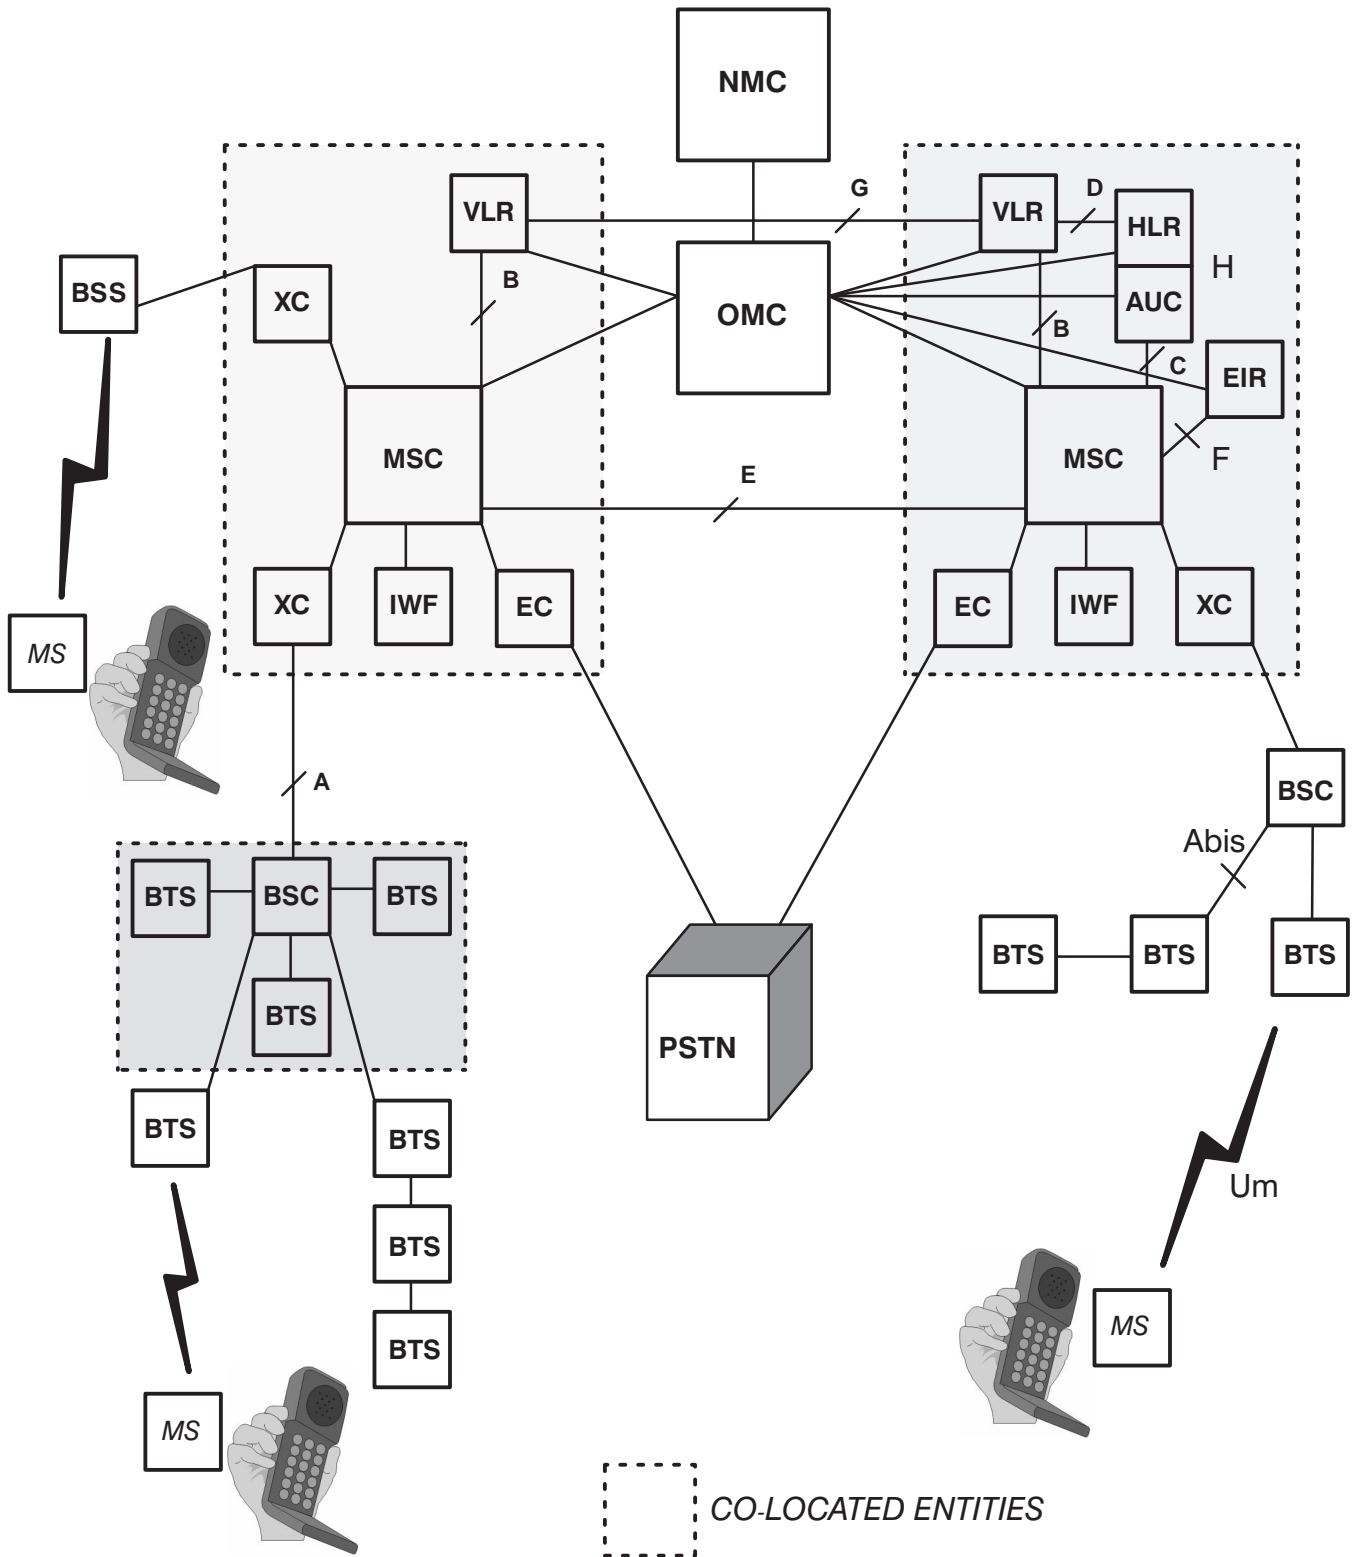 NMC
G
D
VLR
VLR
HLR
H
BSS
XC
B
OMC
B
AUC
C
EIR
MSC
MSC
F
E
XC
IWF
EC
EC
IWF
XC
MS
A
BSC
Abis
BTS
BSC
BTS
BTS
BTS
BTS
BTS
PSTN
BTS
BTS
Um
BTS
MS
BTS
MS
CO-LOCATED ENTITIES